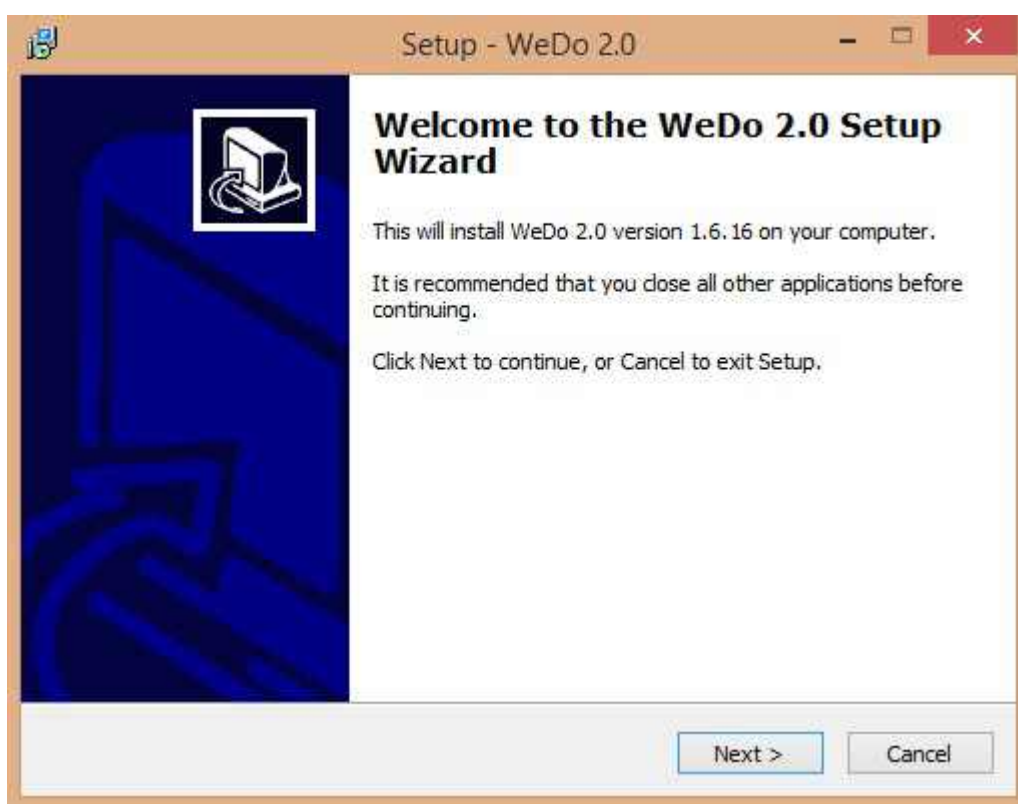 Setup - WeDo 2.0
Welcome to the WeDo 2.0 Setup
Wizard
This will install WeDo 2.0 version 1.6.16 on your computer.
It is recommended that you close all other applications before
continuing.
Click Next to continue, or Cancel to exit Setup.
Next >
Cancel